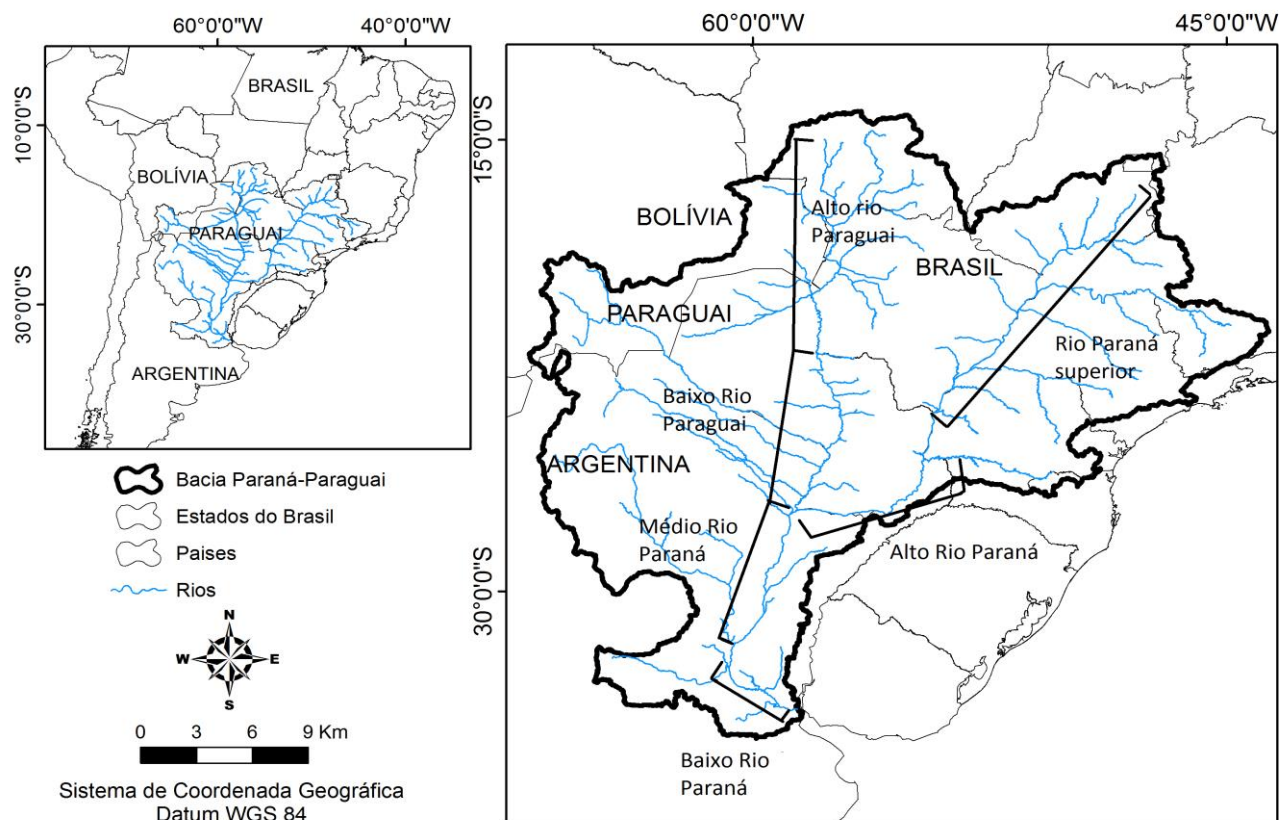 60°0'0"W
40°0'0"W
10°0'0"S
30°0'0"S
BRASIL
BOLÍVIA
PARAGUAI
ARGENTINA
Bacia Paraná-Paraguai
Estados do Brasil
Paises
Rios
N
W
E
S
0 3 6 9 Km
Sistema de Coordenada Geográfica
Datum WGS 84
60°0'0"W
45°0'0"W
15°0'0"S
30°0'0"S
Alto rio
Paraguai
BOLÍVIA
BRASIL
PARAGUAI
Rio Paraná
superior
Baixo Rio
Paraguai
ARGENTINA
Médio Rio
Paraná
Alto Rio Paraná
Baixo Rio
Paraná